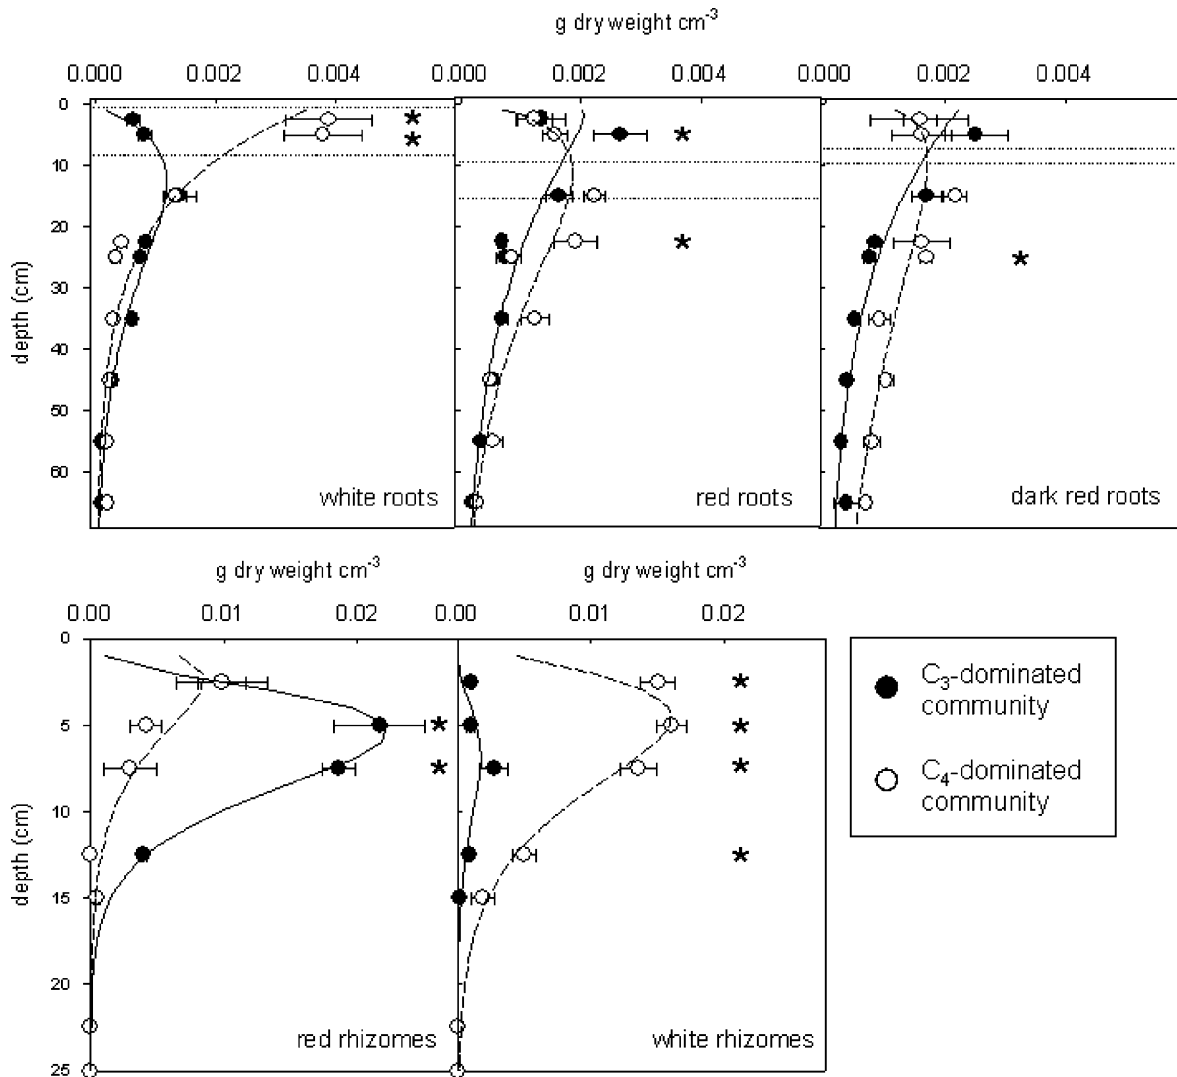 g dry weight cm⁻³
0.000 0.002 0.004 0.000 0.002 0.004 0.000 0.002 0.004
depth (cm)
0
10
20
30
40
50
60
white roots
red roots
dark red roots
g dry weight cm⁻³ g dry weight cm⁻³
0.00 0.01 0.02 0.00 0.01 0.02
depth (cm)
0
5
10
15
20
25
red rhizomes
white rhizomes
C₃-dominated
community
C₄-dominated
community